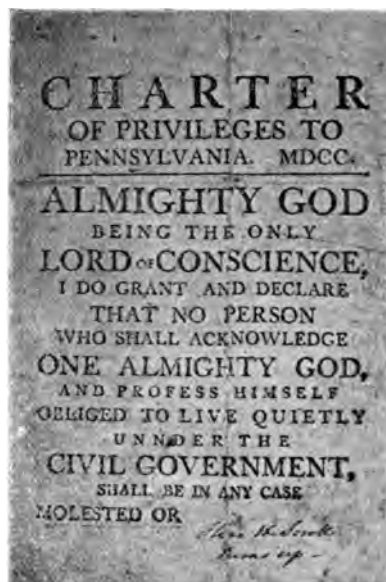 CHARTER
OF PRIVILEGES TO
PENNSYLVANIA. MDCC.
ALMIGHTY GOD
BEING THE ONLY
LORD OF CONSCIENCE,
I DO GRANT AND DECLARE
THAT NO PERSON
WHO SHALL ACKNOWLEDGE
ONE ALMIGHTY GOD,
AND PROFESS HIMSELF
OBLIGED TO LIVE QUIETLY
UNNDER THE
CIVIL GOVERNMENT,
SHALL BE IN ANY CASE
MOLESTED OR